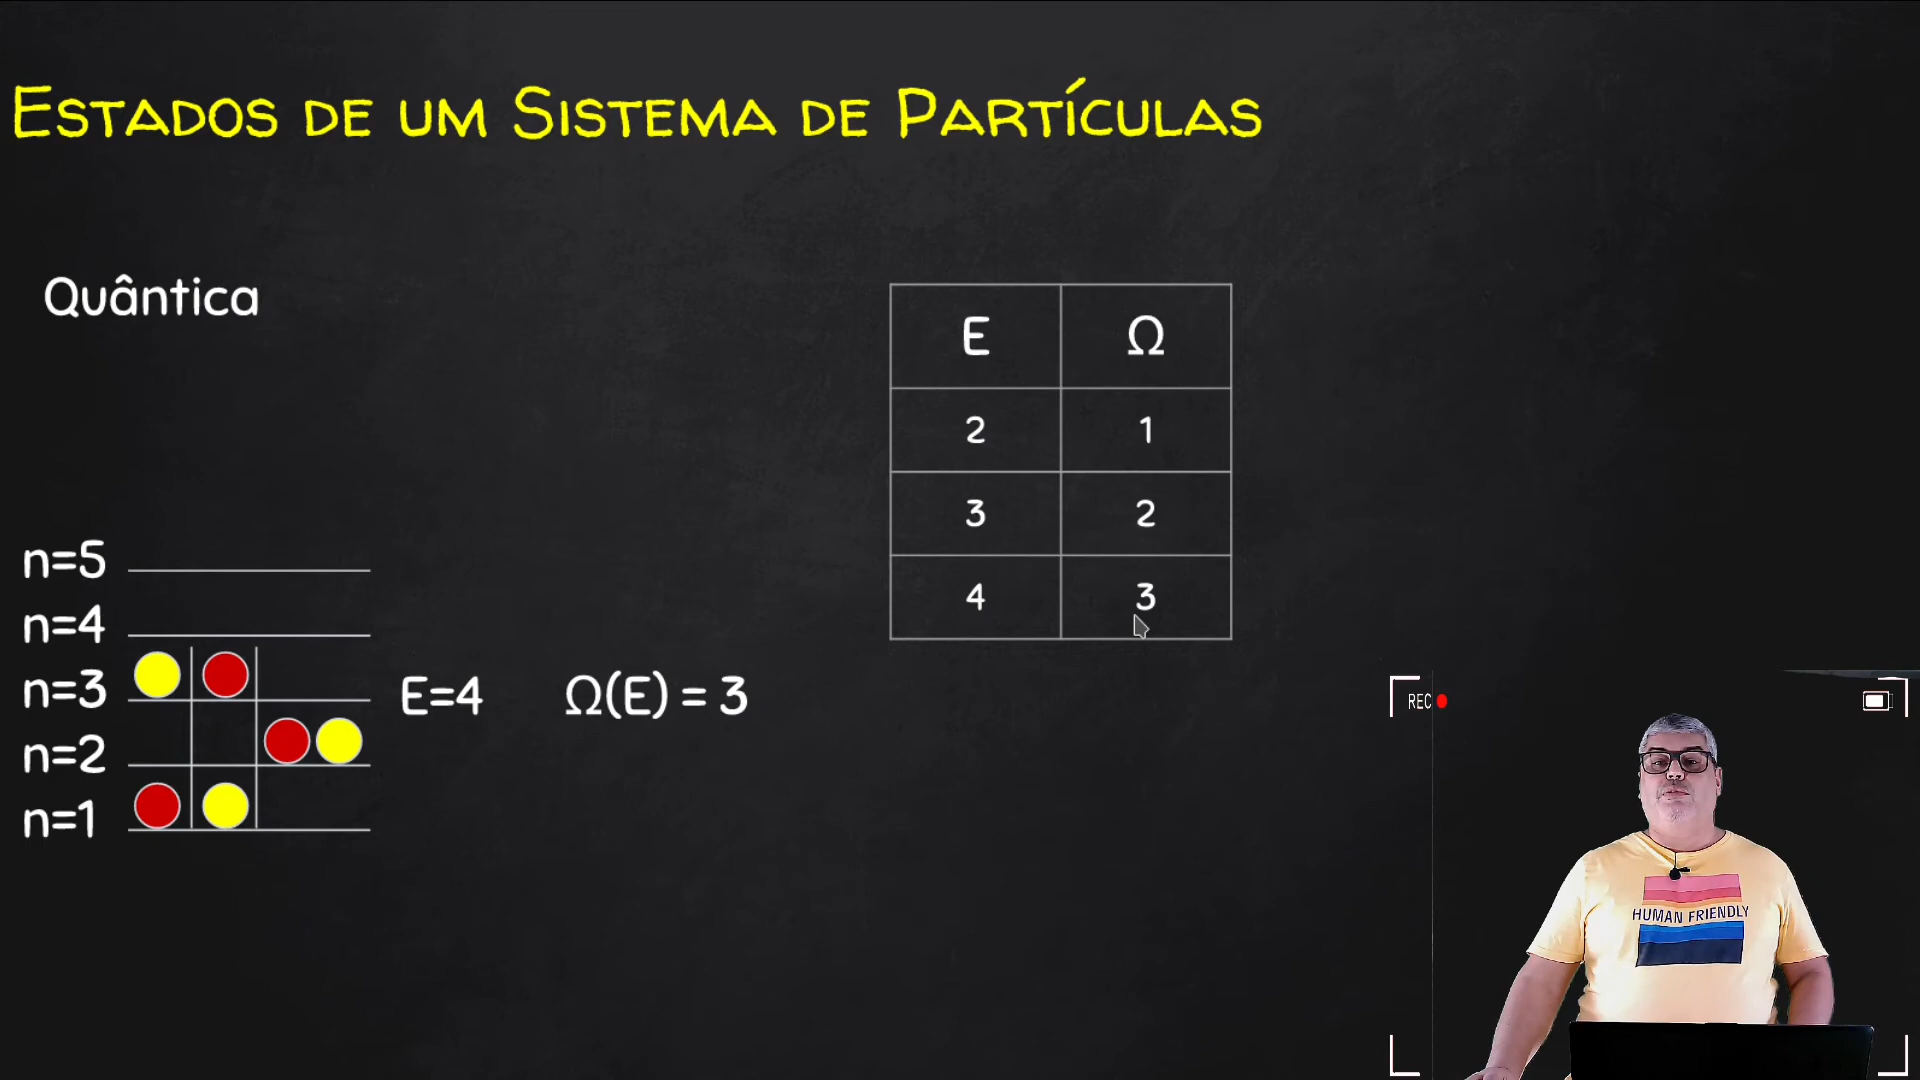 Estados de um Sistema de Partículas
Quântica
E Ω
2 1
3 2
4 3
n=5
n=4
n=3
n=2
n=1
E=4 Ω(E) = 3
REC
HUMAN FRIENDLY